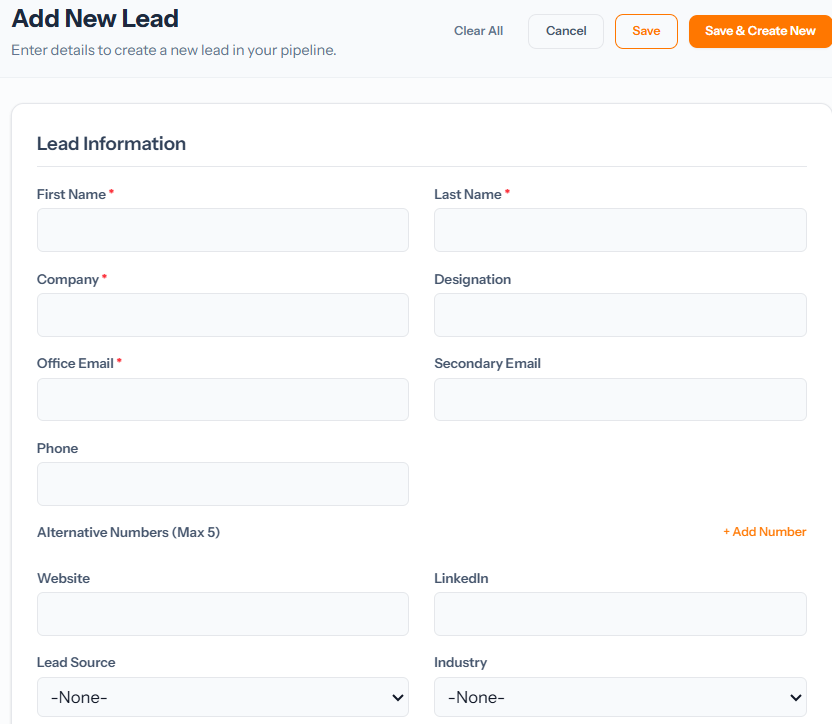 Add New Lead
Enter details to create a new lead in your pipeline.
Clear All
Cancel
Save
Save & Create New
Lead Information
First Name *
Last Name *
Company *
Designation
Office Email *
Secondary Email
Phone
Alternative Numbers (Max 5)
+ Add Number
Website
LinkedIn
Lead Source
Industry
-None-
-None-